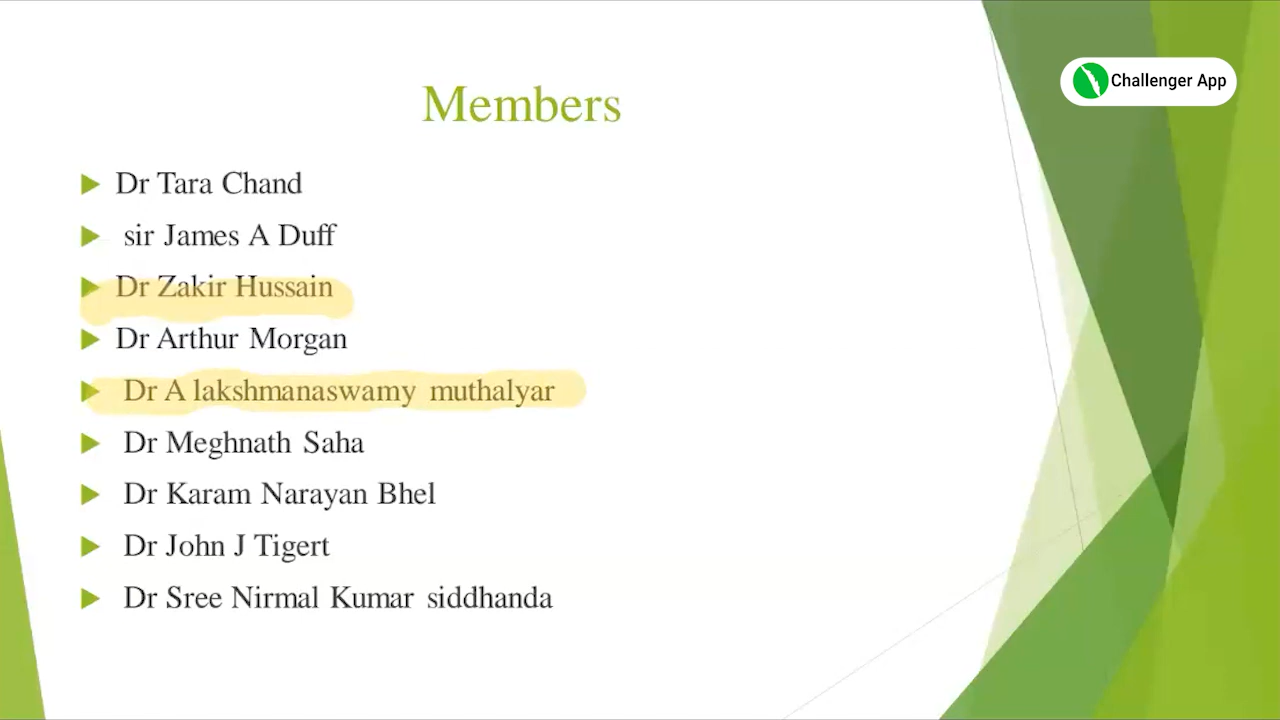 Challenger App
Members
Dr Tara Chand
sir James A Duff
Dr Zakir Hussain
Dr Arthur Morgan
Dr A lakshmanaswamy muthalyar
Dr Meghnath Saha
Dr Karam Narayan Bhel
Dr John J Tigert
Dr Sree Nirmal Kumar siddhanda